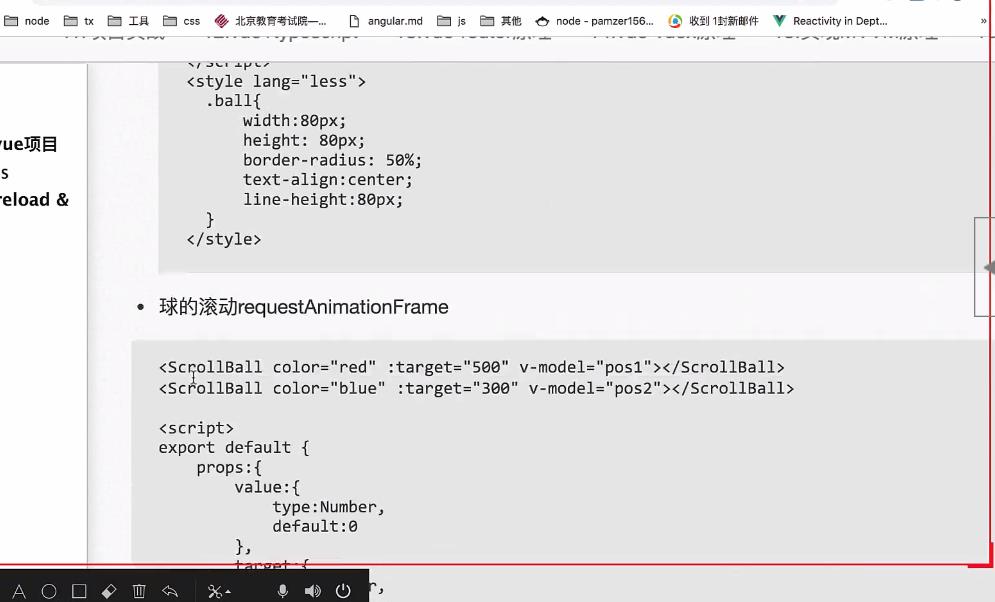 node tx 工具 css 北京教育考试院—... angular.md js 其他 node - pamzer156... 收到 1封新邮件 Reactivity in Dept... »
</script>
<style lang="less">
.ball{
width:80px;
height: 80px;
border-radius: 50%;
text-align:center;
line-height:80px;
}
</style>
vue项目
s
reload &
• 球的滚动requestAnimationFrame
<ScrollBall color="red" :target="500" v-model="pos1"></ScrollBall>
<ScrollBall color="blue" :target="300" v-model="pos2"></ScrollBall>
<script>
export default {
props:{
value:{
type:Number,
default:0
},
target:{
r,